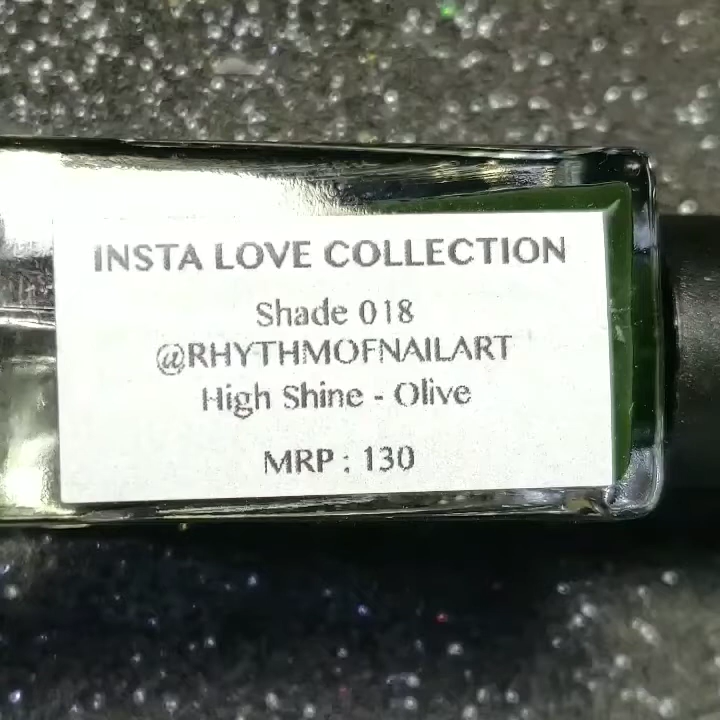 INSTA LOVE COLLECTION
Shade 018
@RHYTHMOFNAILART
High Shine - Olive
MRP : 130